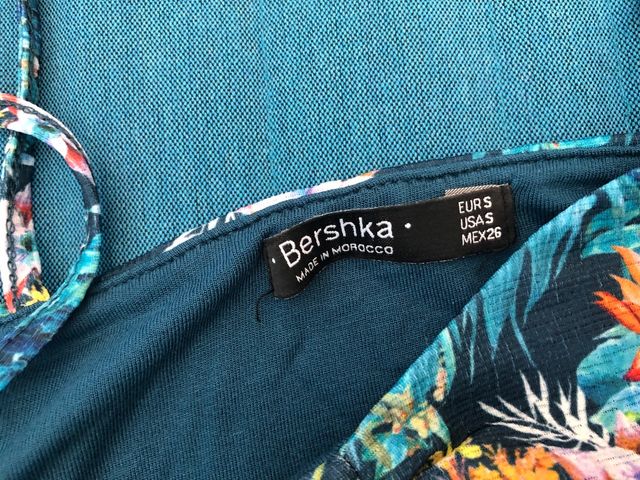 Bershka
MADE IN MOROCCO
EUR S
USA S
MEX 26